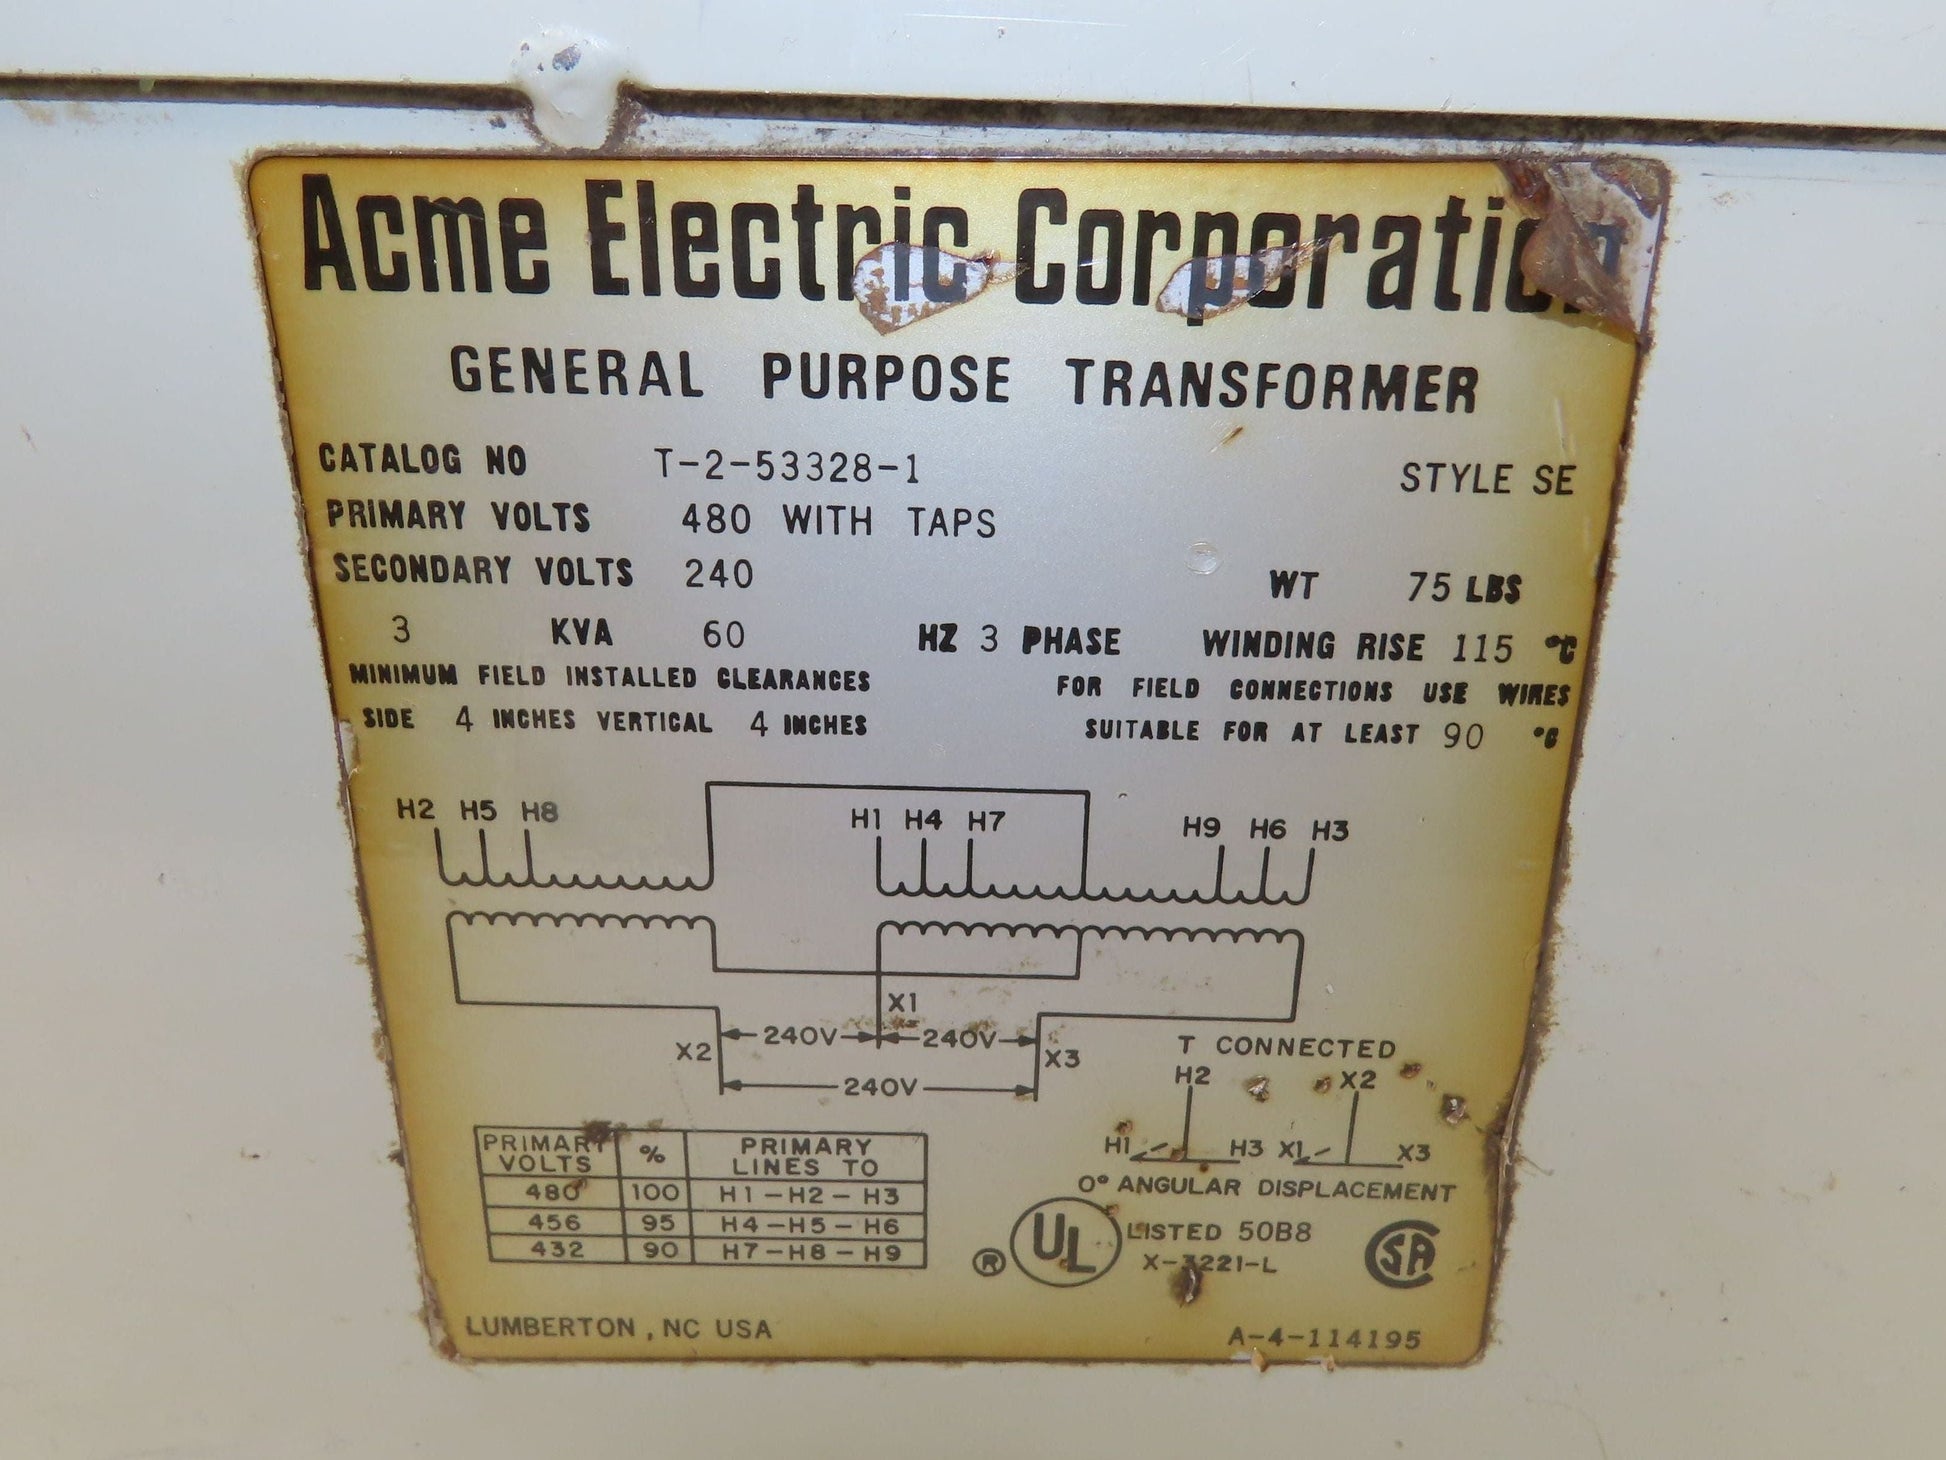 Acme Electric Corporation
GENERAL PURPOSE TRANSFORMER
CATALOG NO T-2-53328-1 STYLE SE
PRIMARY VOLTS 480 WITH TAPS
SECONDARY VOLTS 240 WT 75 LBS
3 KVA 60 HZ 3 PHASE WINDING RISE 115 °C
MINIMUM FIELD INSTALLED CLEARANCES FOR FIELD CONNECTIONS USE WIRES
SIDE 4 INCHES VERTICAL 4 INCHES SUITABLE FOR AT LEAST 90 °C
H2 H5 H8 H1 H4 H7 H9 H6 H3
X1
240V 240V
X2 X3
240V
T CONNECTED
H2 X2
H1 H3 X1 X3
0° ANGULAR DISPLACEMENT
PRIMARY VOLTS % PRIMARY LINES TO
480 100 H1-H2-H3
456 95 H4-H5-H6
432 90 H7-H8-H9
® UL LISTED 50B8
X-3221-L
SA
LUMBERTON, NC USA A-4-114195